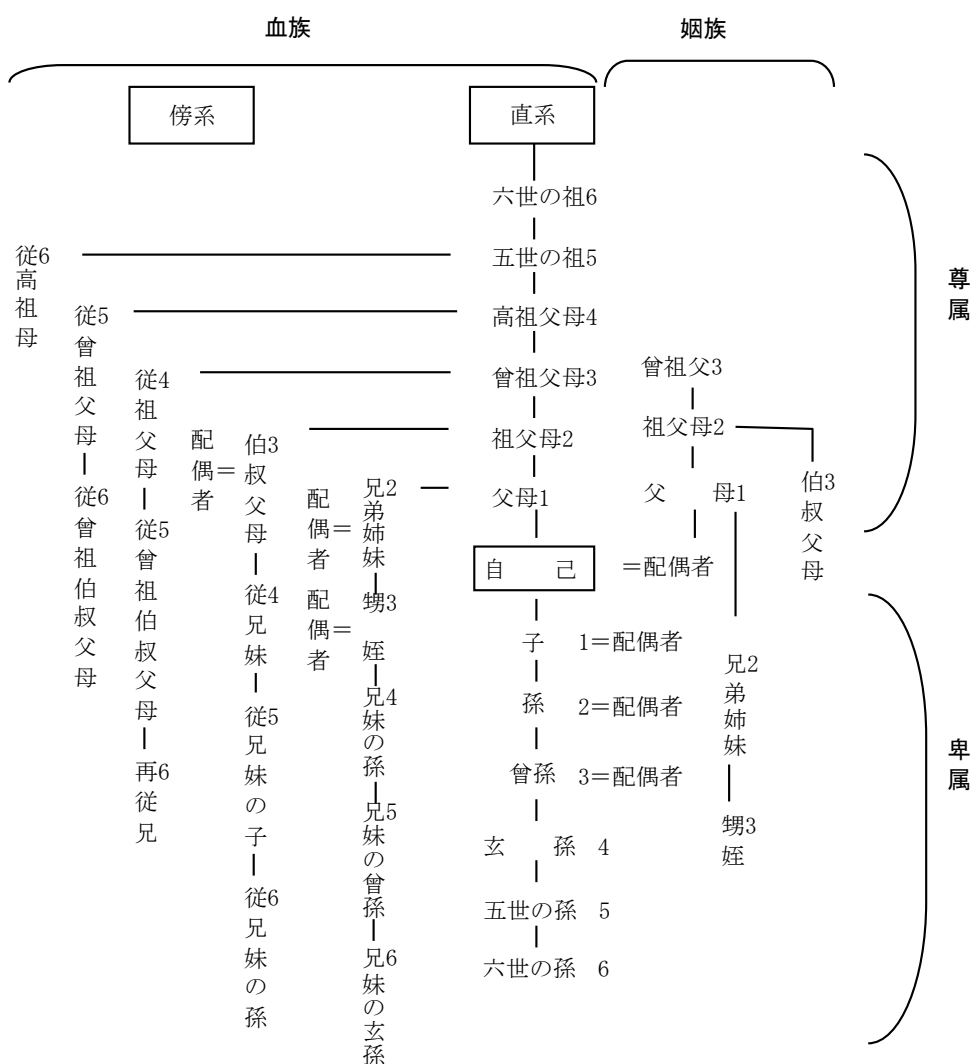 血族
姻族
傍系
直系
六世の祖6
五世の祖5
高祖父母4
曾祖父母3
祖父母2
父母1
自　己
＝配偶者
子　1＝配偶者
孫　2＝配偶者
曾孫　3＝配偶者
玄　孫　4
五世の孫　5
六世の孫　6
従6高祖母
従5曾祖父母
従6曾祖伯叔父母
従4祖父母
従5曾祖伯叔父母
再6従兄
配偶者＝
伯3叔父母
従4兄妹
従5兄妹の子
従6兄妹の孫
配偶者＝
兄2弟姉妹
配偶者＝
甥3姪
兄4妹の孫
兄5妹の曾孫
兄6妹の玄孫
曾祖父3
祖父母2
父　母1
伯3叔父母
兄2弟姉妹
甥3姪
尊属
卑属